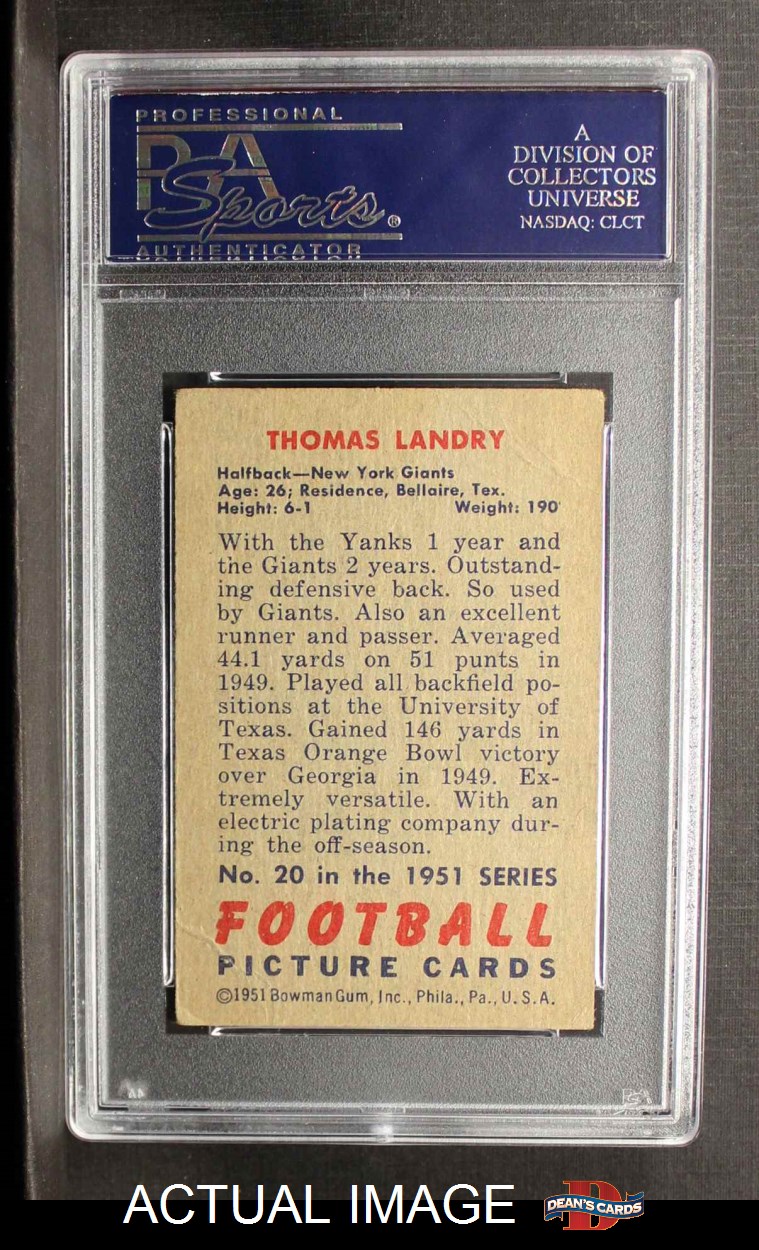 PROFESSIONAL
PSA
Sports®
AUTHENTICATOR
A
DIVISION OF
COLLECTORS
UNIVERSE
NASDAQ: CLCT
THOMAS LANDRY
Halfback—New York Giants
Age: 26; Residence, Bellaire, Tex.
Height: 6-1 Weight: 190
With the Yanks 1 year and
the Giants 2 years. Outstand-
ing defensive back. So used
by Giants. Also an excellent
runner and passer. Averaged
44.1 yards on 51 punts in
1949. Played all backfield po-
sitions at the University of
Texas. Gained 146 yards in
Texas Orange Bowl victory
over Georgia in 1949. Ex-
tremely versatile. With an
electric plating company dur-
ing the off-season.
No. 20 in the 1951 SERIES
FOOTBALL
PICTURE CARDS
©1951 Bowman Gum, Inc., Phila., Pa., U.S.A.
ACTUAL IMAGE
D
DEAN'S CARDS